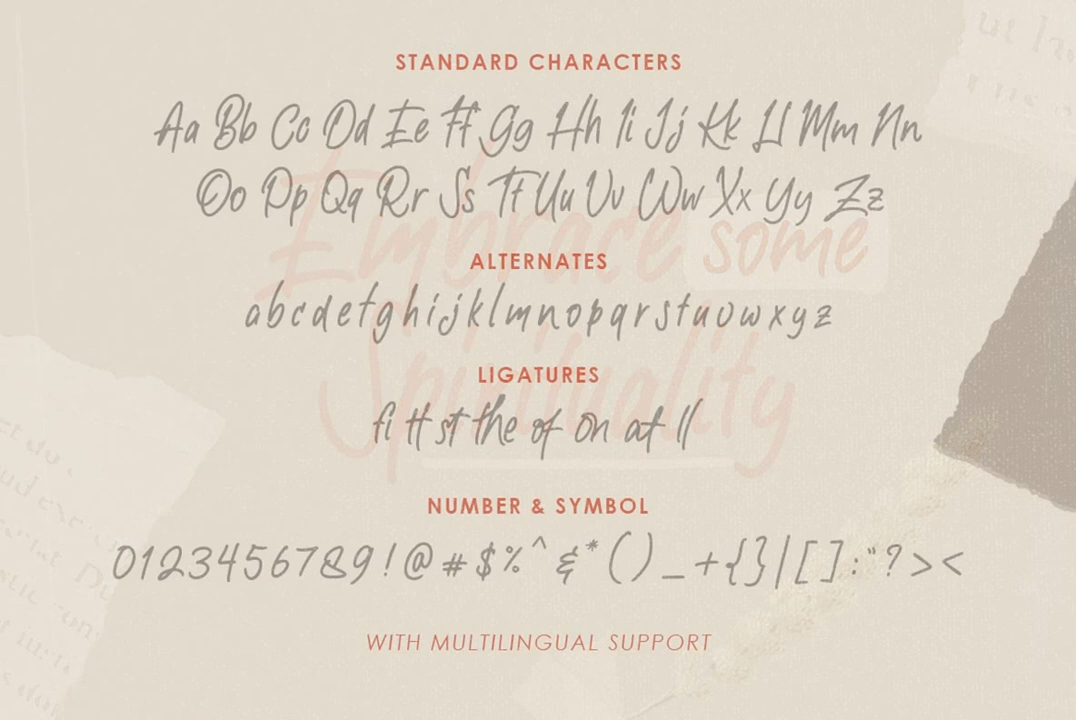 STANDARD CHARACTERS
Aa Bb Cc Dd Ee Ff Gg Hh Ii Jj Kk Ll Mm Nn
Oo Pp Qq Rr Ss Tt Uu Vv Ww Xx Yy Zz
Embrace some
ALTERNATES
abcdefghijklmnopqrstuvwxyz
Spirituality
LIGATURES
fi tt st the of on at ll
NUMBER & SYMBOL
0123456789!@#$%^&*()_+{}|[]:"?><
WITH MULTILINGUAL SUPPORT